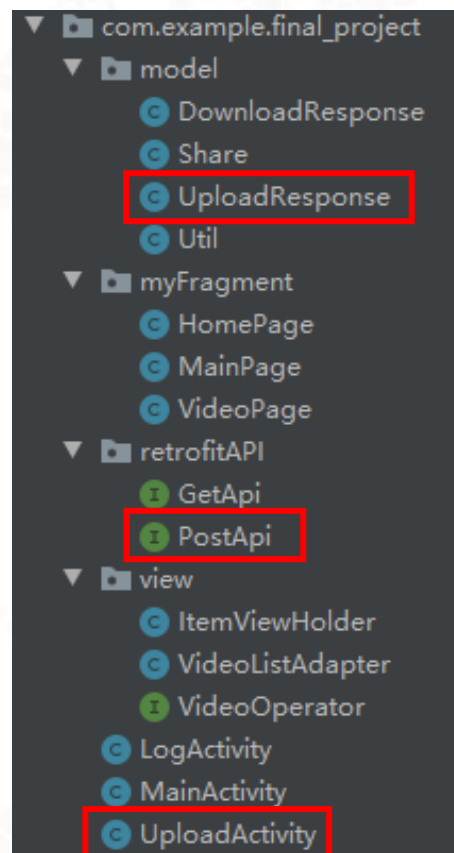 com.example.final_project
model
C DownloadResponse
C Share
C UploadResponse
C Util
myFragment
C HomePage
C MainPage
C VideoPage
retrofitAPI
I GetApi
I PostApi
view
C ItemViewHolder
C VideoListAdapter
I VideoOperator
C LogActivity
C MainActivity
C UploadActivity